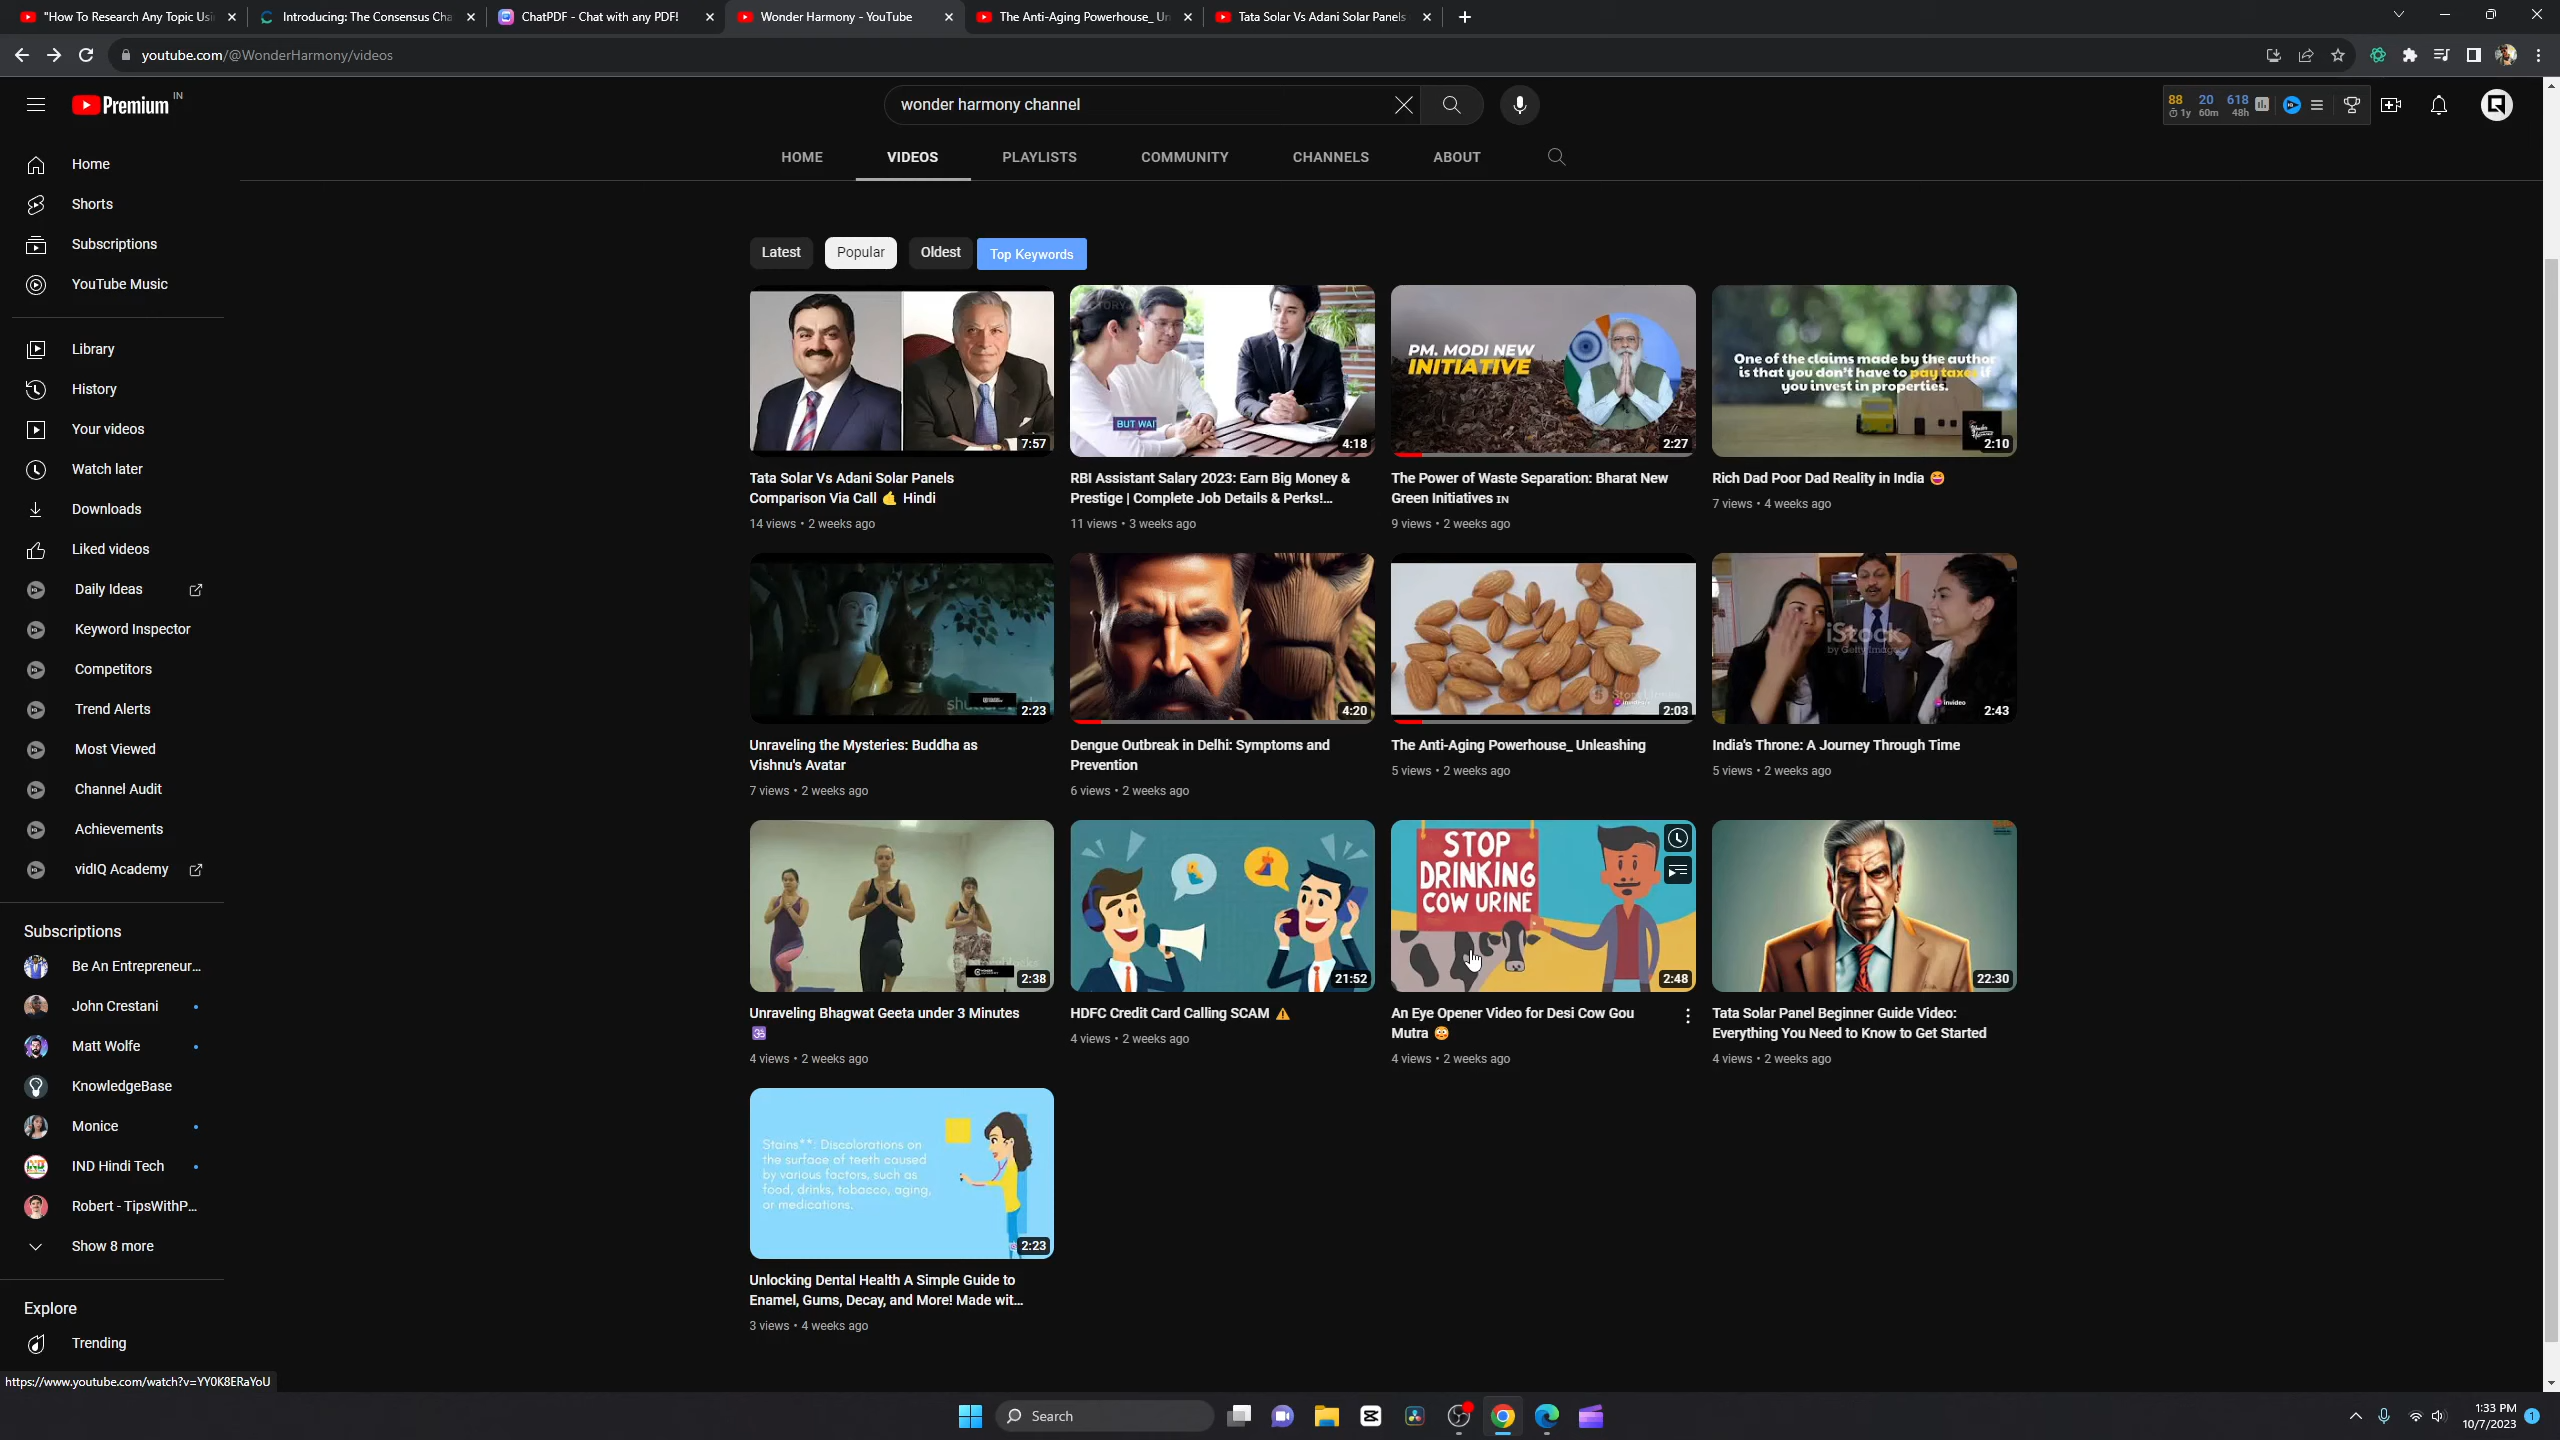 "How To Research Any Topic Usi
Introducing: The Consensus Cha
ChatPDF - Chat with any PDF!
Wonder Harmony - YouTube
The Anti-Aging Powerhouse_ Un
Tata Solar Vs Adani Solar Panels
youtube.com/@WonderHarmony/videos
Premium IN
wonder harmony channel
88 20 618
1y 60m 48h
HOME VIDEOS PLAYLISTS COMMUNITY CHANNELS ABOUT
Home
Shorts
Subscriptions
YouTube Music
Library
History
Your videos
Watch later
Downloads
Liked videos
Daily Ideas
Keyword Inspector
Competitors
Trend Alerts
Most Viewed
Channel Audit
Achievements
vidIQ Academy
Subscriptions
Be An Entrepreneur...
John Crestani
Matt Wolfe
KnowledgeBase
Monice
IND Hindi Tech
Robert - TipsWithP...
Show 8 more
Explore
Trending
Latest Popular Oldest Top Keywords
7:57
Tata Solar Vs Adani Solar Panels
Comparison Via Call 🤙 Hindi
14 views • 2 weeks ago
BUT WAI
4:18
RBI Assistant Salary 2023: Earn Big Money &
Prestige | Complete Job Details & Perks!...
11 views • 3 weeks ago
PM. MODI NEW
INITIATIVE
2:27
The Power of Waste Separation: Bharat New
Green Initiatives IN
9 views • 2 weeks ago
One of the claims made by the author
is that you don't have to pay taxes if
you invest in properties.
2:10
Rich Dad Poor Dad Reality in India 😆
7 views • 4 weeks ago
2:23
Unraveling the Mysteries: Buddha as
Vishnu's Avatar
7 views • 2 weeks ago
4:20
Dengue Outbreak in Delhi: Symptoms and
Prevention
6 views • 2 weeks ago
2:03
The Anti-Aging Powerhouse_ Unleashing
5 views • 2 weeks ago
iStock
by Getty Images
invideo
2:43
India's Throne: A Journey Through Time
5 views • 2 weeks ago
2:38
Unraveling Bhagwat Geeta under 3 Minutes
🕉
4 views • 2 weeks ago
21:52
HDFC Credit Card Calling SCAM ⚠
4 views • 2 weeks ago
STOP
DRINKING
COW URINE
2:48
An Eye Opener Video for Desi Cow Gou
Mutra 😳
4 views • 2 weeks ago
22:30
Tata Solar Panel Beginner Guide Video:
Everything You Need to Know to Get Started
4 views • 2 weeks ago
Stains**: Discolorations on
the surface of teeth caused
by various factors, such as
food, drinks, tobacco, aging,
or medications.
2:23
Unlocking Dental Health A Simple Guide to
Enamel, Gums, Decay, and More! Made wit...
3 views • 4 weeks ago
https://www.youtube.com/watch?v=YY0K8ERaYoU
Search
1:33 PM
10/7/2023
1